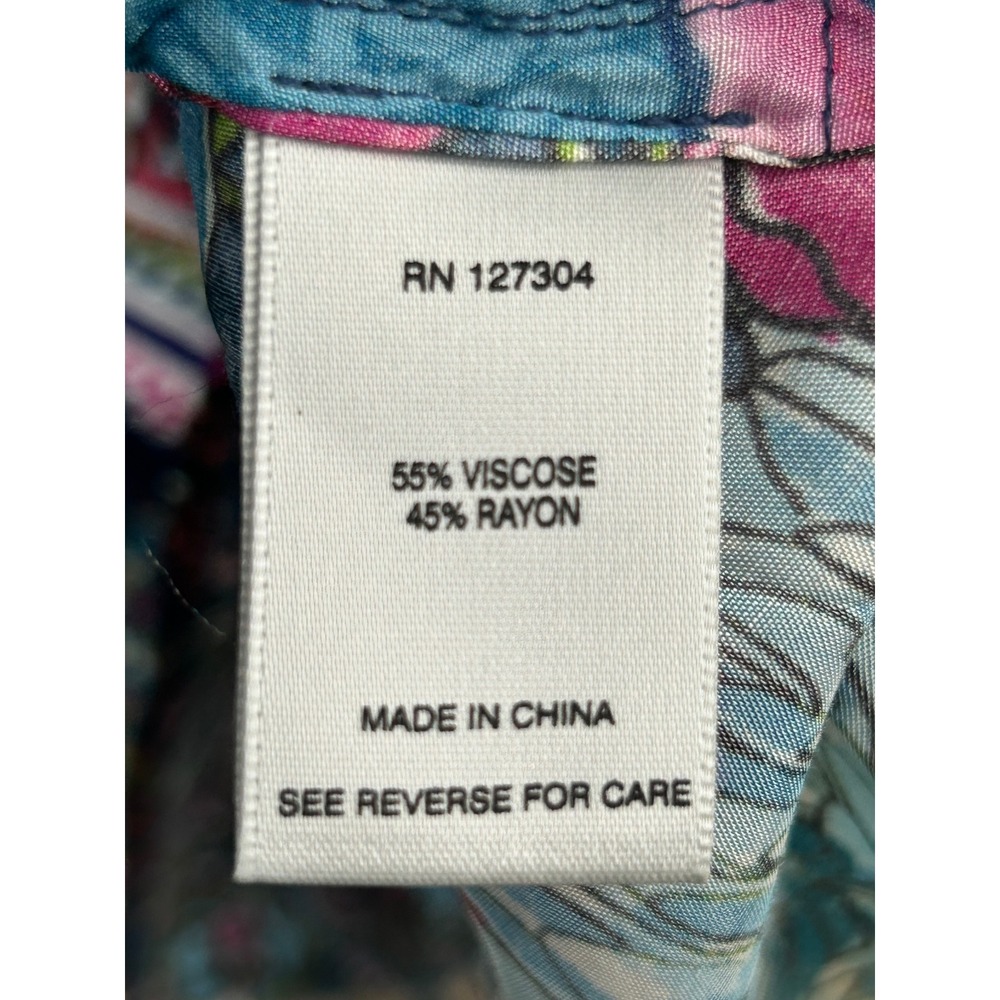 RN 127304
55% VISCOSE
45% RAYON
MADE IN CHINA
SEE REVERSE FOR CARE